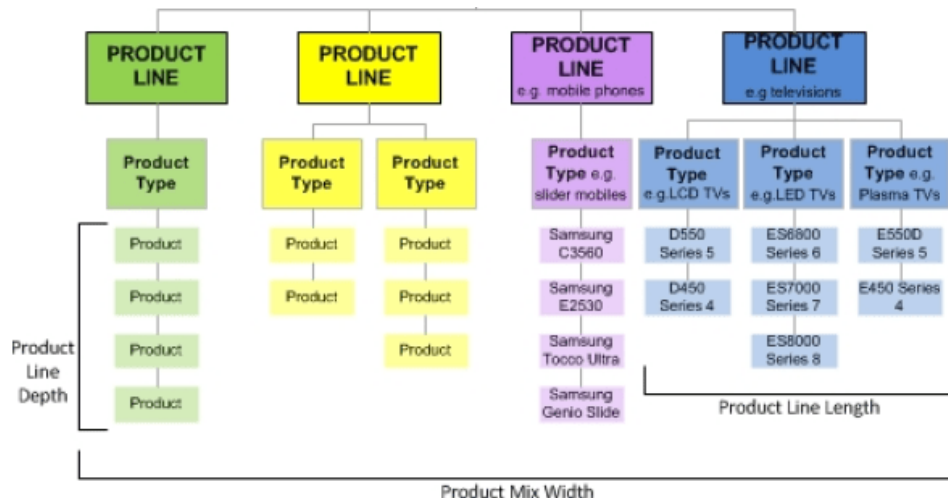 PRODUCT
LINE
PRODUCT
LINE
PRODUCT
LINE
e.g. mobile phones
PRODUCT
LINE
e.g televisions
Product
Type
Product
Type
Product
Type
Product
Type e.g.
slider mobiles
Product
Type
e.g.LCD TVs
Product
Type
e.g.LED TVs
Product
Type e.g.
Plasma TVs
Product
Product
Product
Samsung
C3560
D550
Series 5
ES6800
Series 6
E550D
Series 5
Product
Product
Product
Samsung
E2530
D450
Series 4
ES7000
Series 7
E450 Series
4
Product
Line
Depth
Product
Product
Samsung
Tocco Ultra
ES8000
Series 8
Product
Samsung
Genio Slide
Product Line Length
Product Mix Width